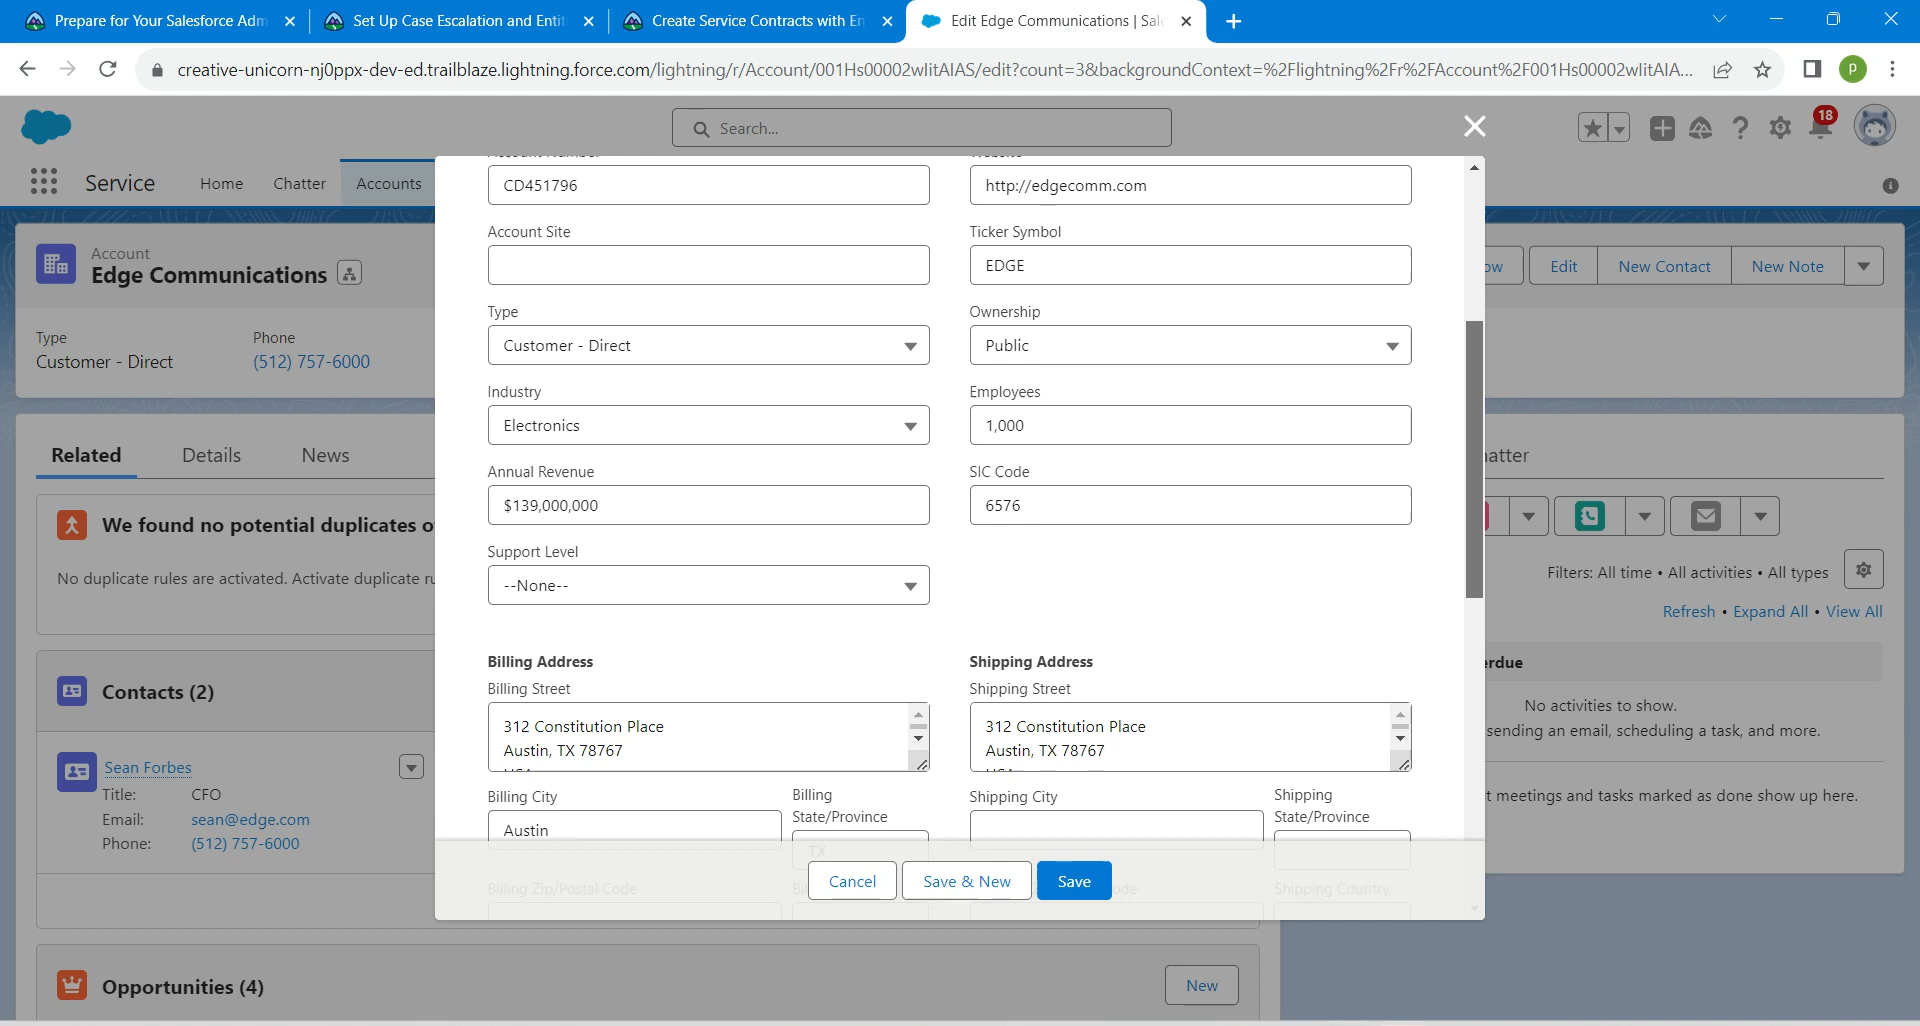 Prepare for Your Salesforce Adm
Set Up Case Escalation and Enti
Create Service Contracts with En
Edit Edge Communications | Sal
creative-unicorn-nj0ppx-dev-ed.trailblaze.lightning.force.com/lightning/r/Account/001Hs00002wlitAIAS/edit?count=3&backgroundContext=%2Flightning%2Fr%2FAccount%2F001Hs00002wlitAIA...
P
Search...
18
Service
Home
Chatter
Accounts
Account
Edge Communications
ow
Edit
New Contact
New Note
Type
Customer - Direct
Phone
(512) 757-6000
Related
Details
News
We found no potential duplicates o
No duplicate rules are activated. Activate duplicate ru
Contacts (2)
Sean Forbes
Title: CFO
Email: sean@edge.com
Phone: (512) 757-6000
Opportunities (4)
New
CD451796
http://edgecomm.com
Account Site
Ticker Symbol
EDGE
Type
Customer - Direct
Ownership
Public
Industry
Electronics
Employees
1,000
Annual Revenue
$139,000,000
SIC Code
6576
Support Level
--None--
Billing Address
Billing Street
312 Constitution Place
Austin, TX 78767
Shipping Address
Shipping Street
312 Constitution Place
Austin, TX 78767
Billing City
Austin
Billing
State/Province
TX
Shipping City
Shipping
State/Province
Billing Zip/Postal Code
Shipping Country
Cancel
Save & New
Save
atter
Filters: All time • All activities • All types
Refresh • Expand All • View All
erdue
No activities to show.
sending an email, scheduling a task, and more.
t meetings and tasks marked as done show up here.